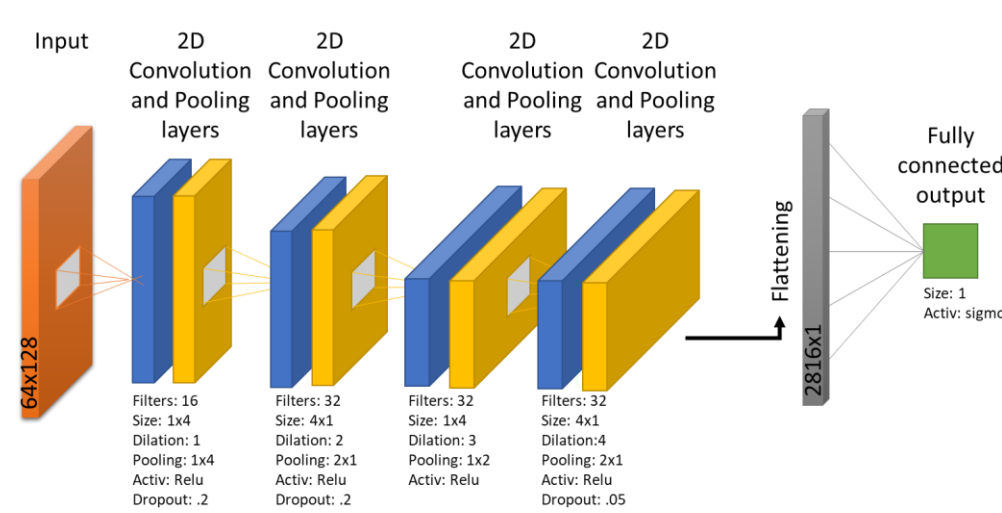 Input
2D
Convolution
and Pooling
layers
2D
Convolution
and Pooling
layers
2D
Convolution
and Pooling
layers
2D
Convolution
and Pooling
layers
Fully
connected
output
64x128
Flattening
2816x1
Size: 1
Activ: sigmo
Filters: 16
Size: 1x4
Dilation: 1
Pooling: 1x4
Activ: Relu
Dropout: .2
Filters: 32
Size: 4x1
Dilation: 2
Pooling: 2x1
Activ: Relu
Dropout: .2
Filters: 32
Size: 1x4
Dilation: 3
Pooling: 1x2
Activ: Relu
Filters: 32
Size: 4x1
Dilation:4
Pooling: 2x1
Activ: Relu
Dropout: .05